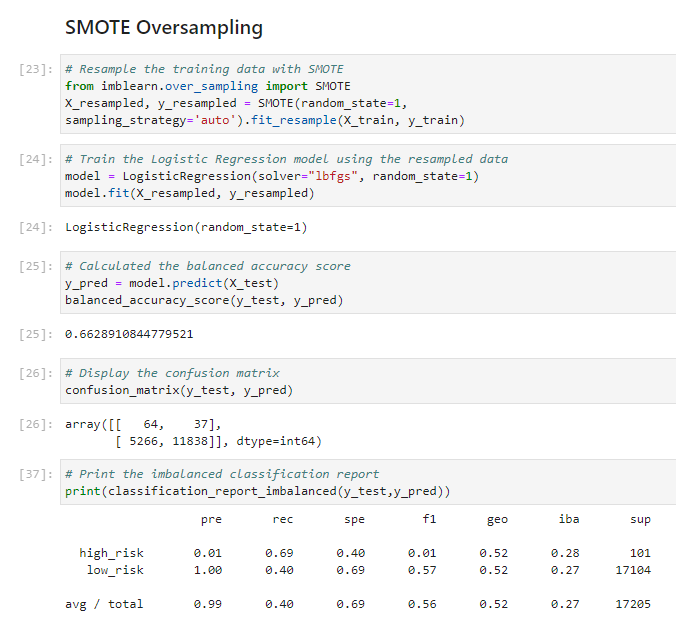 SMOTE Oversampling
[23]: # Resample the training data with SMOTE
from imblearn.over_sampling import SMOTE
X_resampled, y_resampled = SMOTE(random_state=1,
sampling_strategy='auto').fit_resample(X_train, y_train)
[24]: # Train the Logistic Regression model using the resampled data
model = LogisticRegression(solver="lbfgs", random_state=1)
model.fit(X_resampled, y_resampled)
[24]: LogisticRegression(random_state=1)
[25]: # Calculated the balanced accuracy score
y_pred = model.predict(X_test)
balanced_accuracy_score(y_test, y_pred)
[25]: 0.6628910844779521
[26]: # Display the confusion matrix
confusion_matrix(y_test, y_pred)
[26]: array([[   64,    37],
       [ 5266, 11838]], dtype=int64)
[37]: # Print the imbalanced classification report
print(classification_report_imbalanced(y_test,y_pred))
pre rec spe f1 geo iba sup
high_risk 0.01 0.69 0.40 0.01 0.52 0.28 101
low_risk 1.00 0.40 0.69 0.57 0.52 0.27 17104
avg / total 0.99 0.40 0.69 0.56 0.52 0.27 17205